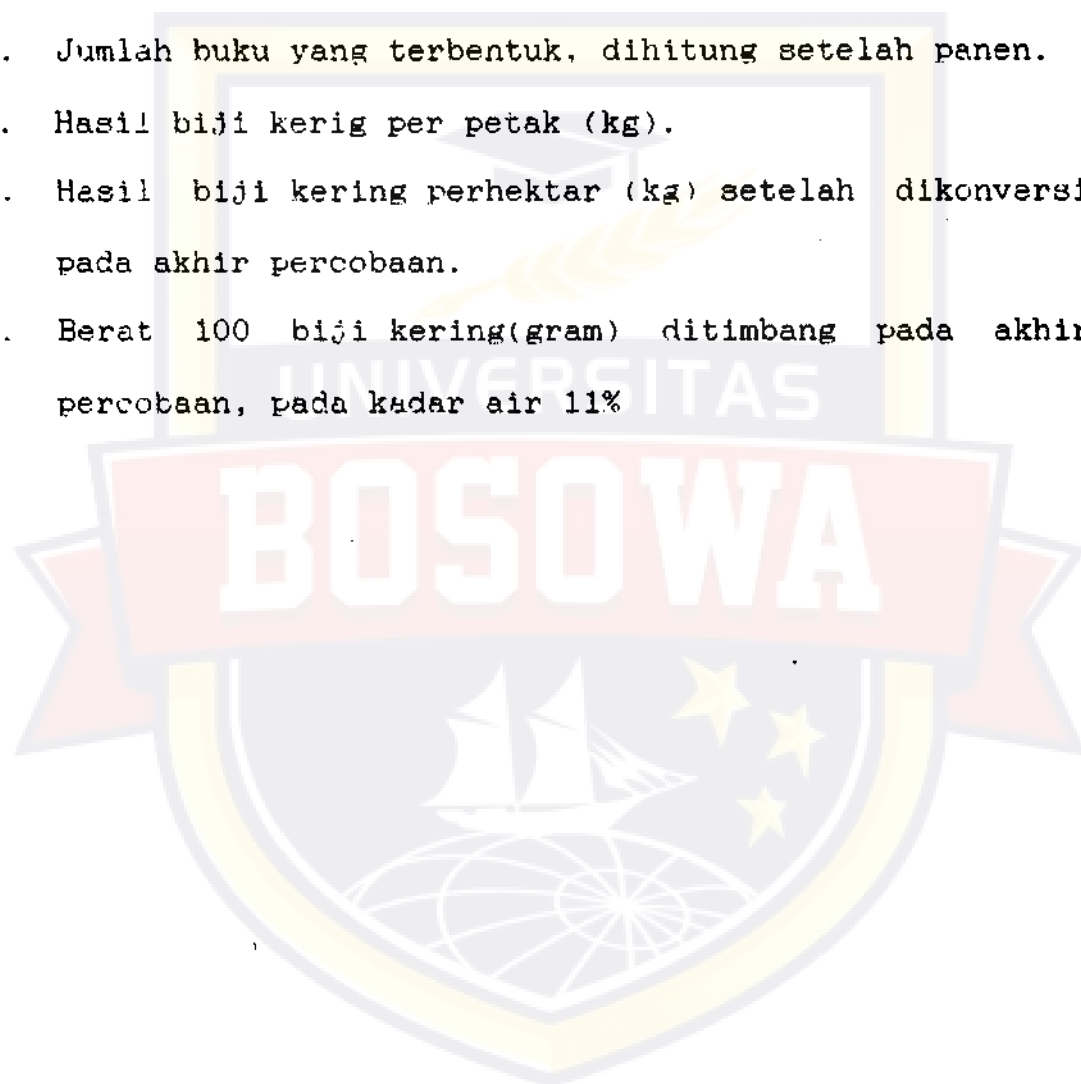 . Jumlah buku yang terbentuk, dihitung setelah panen.
. Hasil biji kerig per petak (kg).
. Hasil biji kering perhektar (kg) setelah dikonversi
pada akhir percobaan.
. Berat 100 biji kering(gram) ditimbang pada akhir
percobaan, pada kadar air 11%
UNIVERSITAS
BOSOWA